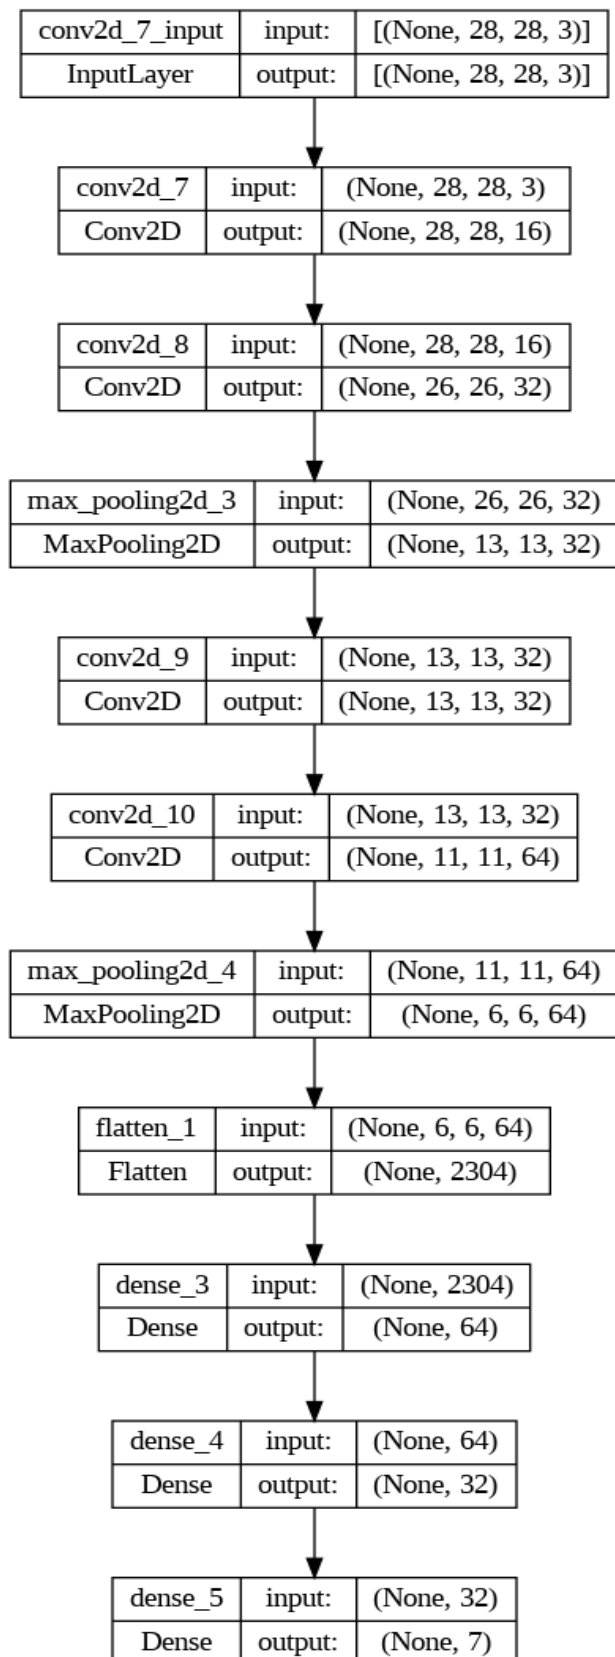 conv2d_7_input input: [(None, 28, 28, 3)]
InputLayer output: [(None, 28, 28, 3)]
conv2d_7 input: (None, 28, 28, 3)
Conv2D output: (None, 28, 28, 16)
conv2d_8 input: (None, 28, 28, 16)
Conv2D output: (None, 26, 26, 32)
max_pooling2d_3 input: (None, 26, 26, 32)
MaxPooling2D output: (None, 13, 13, 32)
conv2d_9 input: (None, 13, 13, 32)
Conv2D output: (None, 13, 13, 32)
conv2d_10 input: (None, 13, 13, 32)
Conv2D output: (None, 11, 11, 64)
max_pooling2d_4 input: (None, 11, 11, 64)
MaxPooling2D output: (None, 6, 6, 64)
flatten_1 input: (None, 6, 6, 64)
Flatten output: (None, 2304)
dense_3 input: (None, 2304)
Dense output: (None, 64)
dense_4 input: (None, 64)
Dense output: (None, 32)
dense_5 input: (None, 32)
Dense output: (None, 7)